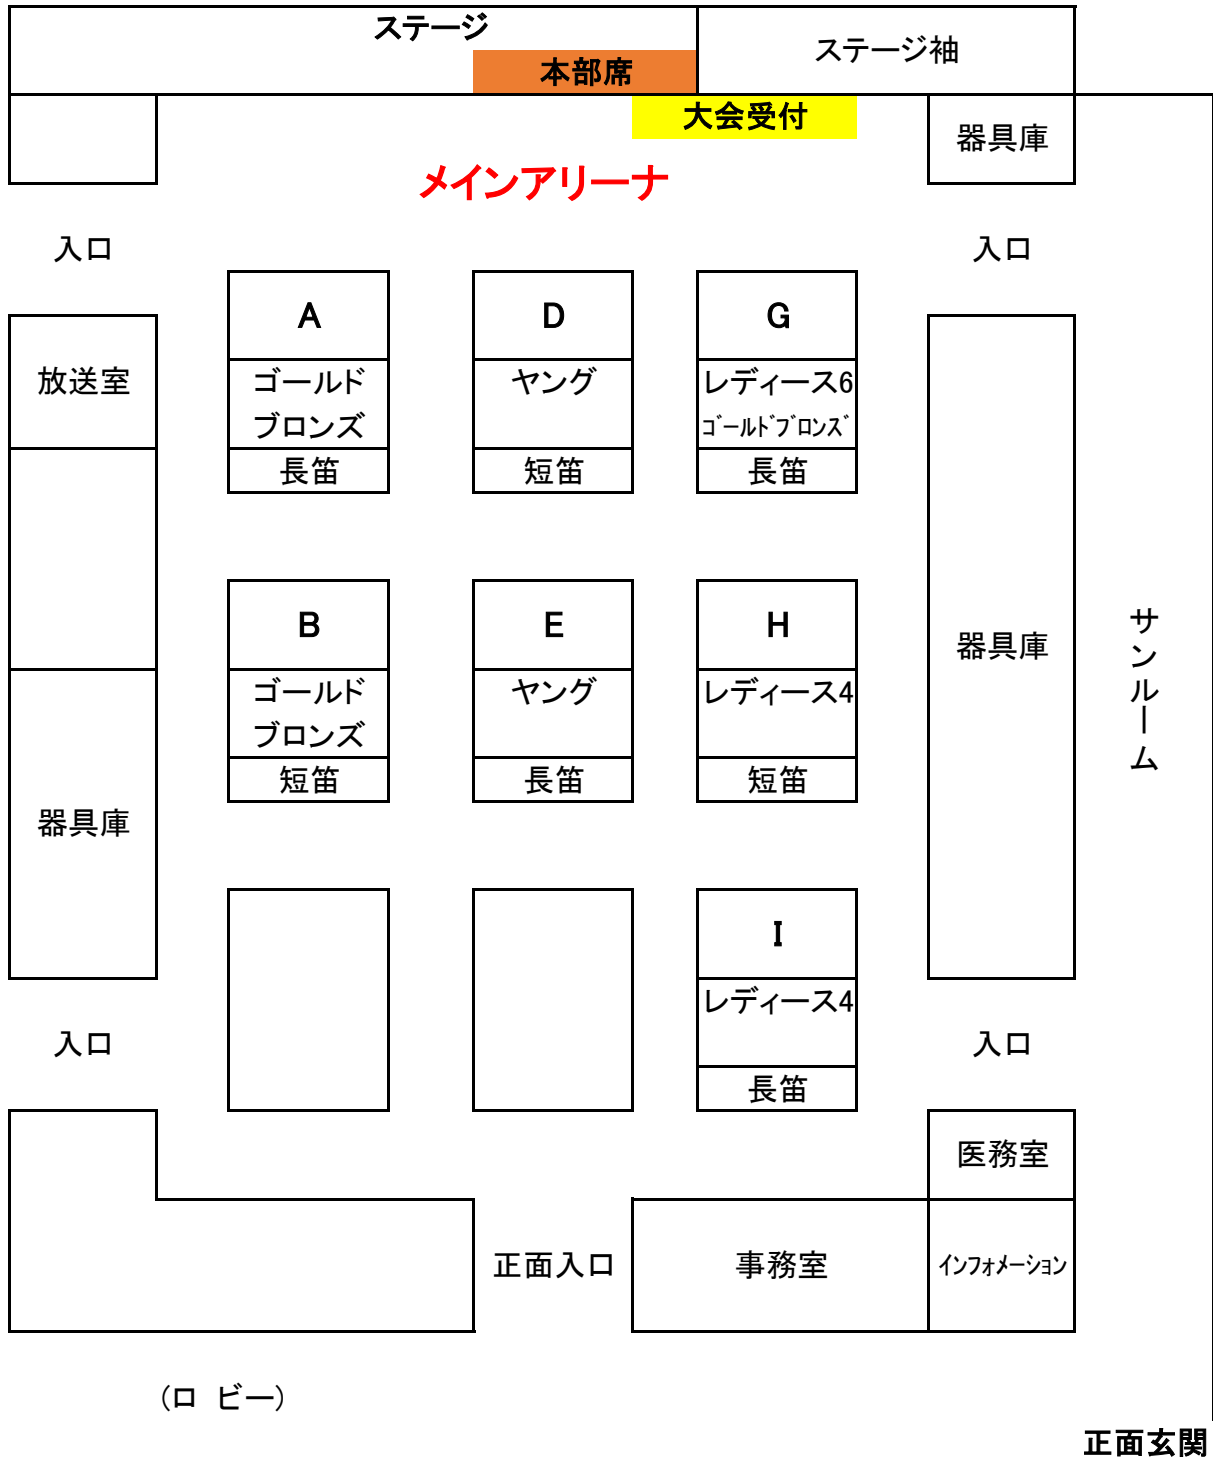 ステージ
ステージ袖
本部席
大会受付
器具庫
メインアリーナ
入口
入口
A
D
G
放送室
ゴールド
ブロンズ
ヤング
レディース6
ｺﾞｰﾙﾄﾞﾌﾞﾛﾝｽﾞ
長笛
短笛
長笛
B
E
H
器具庫
サンルーム
ゴールド
ブロンズ
ヤング
レディース4
短笛
長笛
短笛
器具庫
I
レディース4
入口
入口
長笛
医務室
正面入口
事務室
ｲﾝﾌｫﾒｰｼｮﾝ
(ロ ビー)
正面玄関